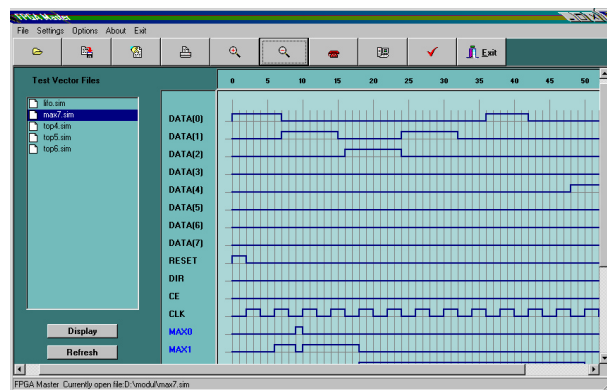 FPGA Master
File Settings Options About Exit
Exit
Test Vector Files
0 5 10 15 20 25 30 35 40 45 50
fifo.sim
max7.sim
top4.sim
top5.sim
top6.sim
DATA(0)
DATA(1)
DATA(2)
DATA(3)
DATA(4)
DATA(5)
DATA(6)
DATA(7)
RESET
DIR
CE
CLK
MAX0
MAX1
Display
Refresh
FPGA Master Currently open file:D:\modul\max7.sim